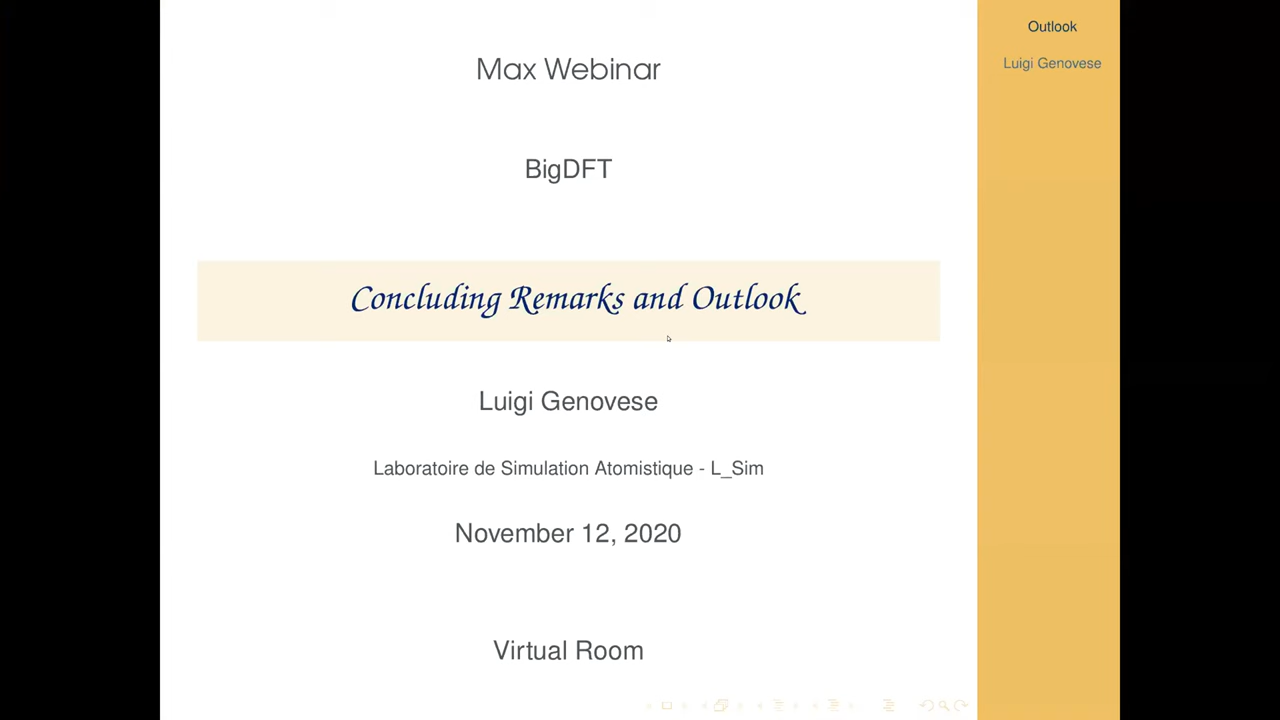 Max Webinar
BigDFT
Concluding Remarks and Outlook
Luigi Genovese
Laboratoire de Simulation Atomistique - L_Sim
November 12, 2020
Virtual Room
Outlook
Luigi Genovese